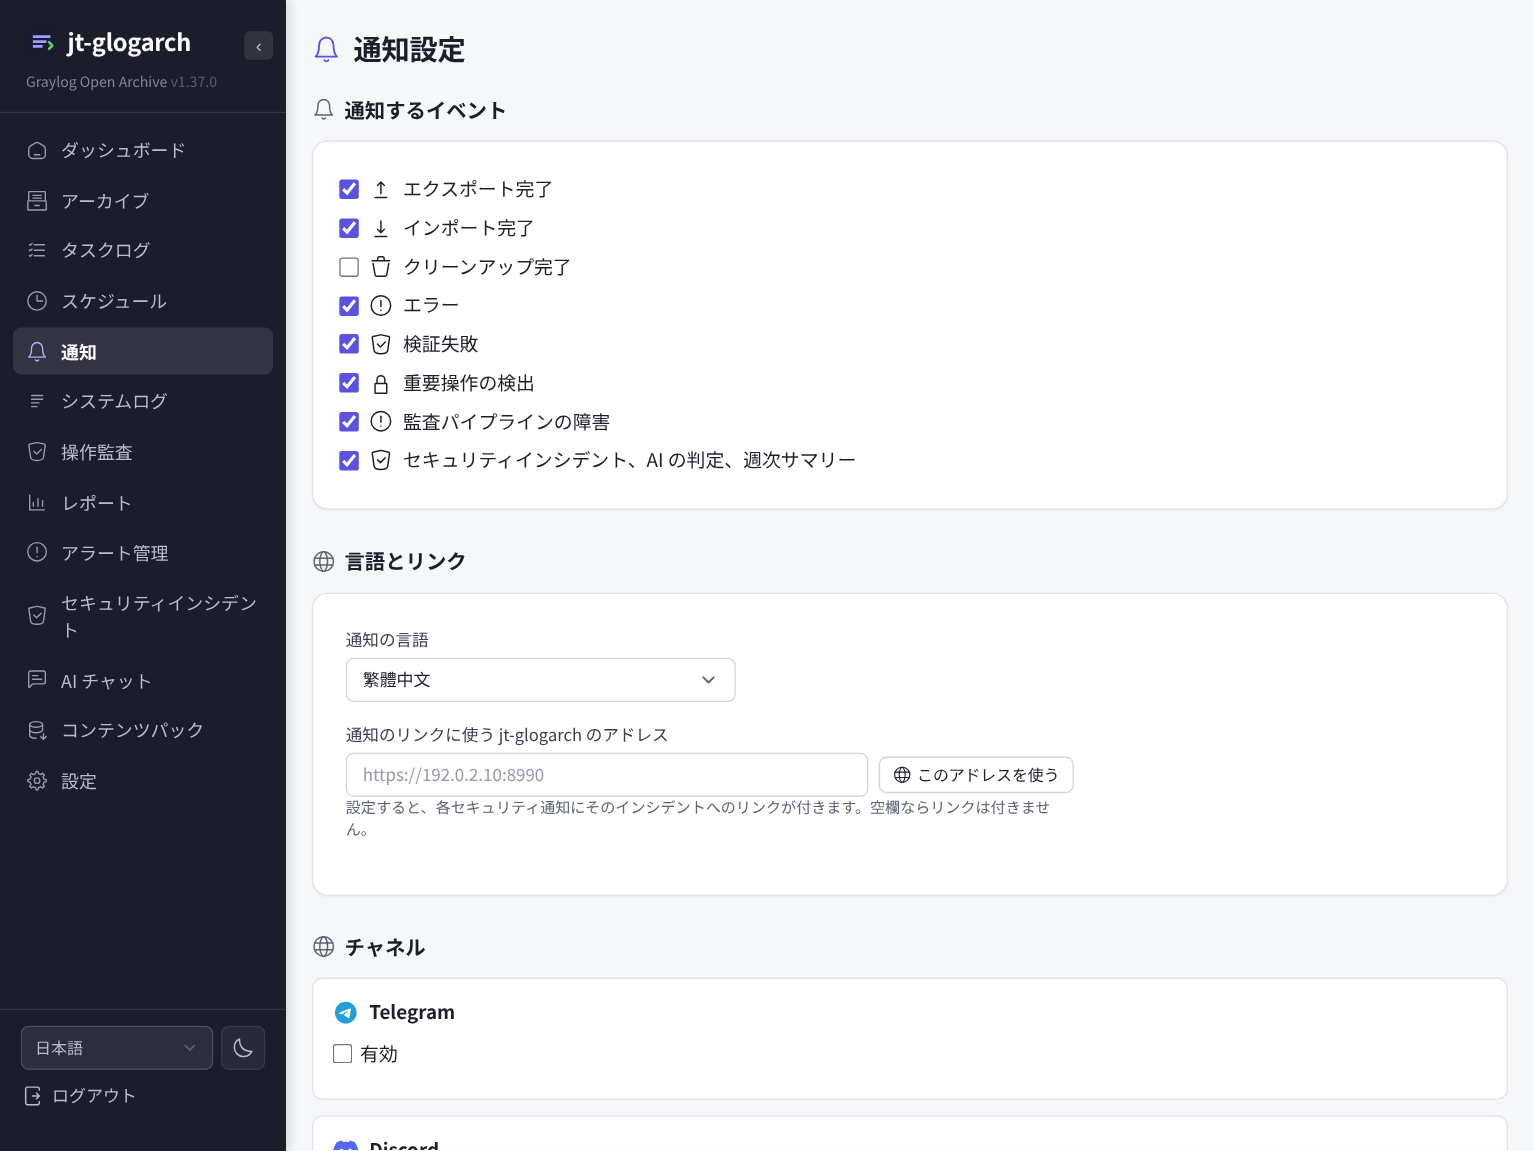 jt-glogarch
Graylog Open Archive v1.37.0
ダッシュボード
アーカイブ
タスクログ
スケジュール
通知
システムログ
操作監査
レポート
アラート管理
セキュリティインシデン
ト
AI チャット
コンテンツパック
設定
日本語
ログアウト
通知設定
通知するイベント
エクスポート完了
インポート完了
クリーンアップ完了
エラー
検証失敗
重要操作の検出
監査パイプラインの障害
セキュリティインシデント、AI の判定、週次サマリー
言語とリンク
通知の言語
繁體中文
通知のリンクに使う jt-glogarch のアドレス
https://192.0.2.10:8990
このアドレスを使う
設定すると、各セキュリティ通知にそのインシデントへのリンクが付きます。空欄ならリンクは付きませ
ん。
チャネル
Telegram
有効
Discord